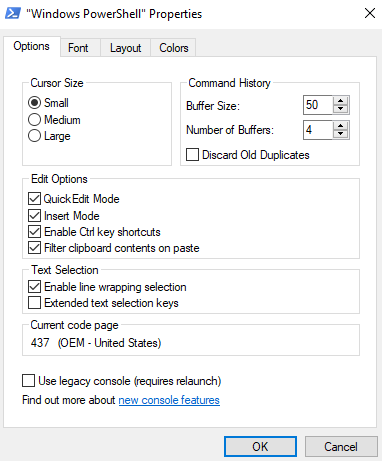 "Windows PowerShell" Properties
Options Font Layout Colors
Cursor Size
Small
Medium
Large
Command History
Buffer Size: 50
Number of Buffers: 4
Discard Old Duplicates
Edit Options
QuickEdit Mode
Insert Mode
Enable Ctrl key shortcuts
Filter clipboard contents on paste
Text Selection
Enable line wrapping selection
Extended text selection keys
Current code page
437 (OEM - United States)
Use legacy console (requires relaunch)
Find out more about new console features
OK Cancel